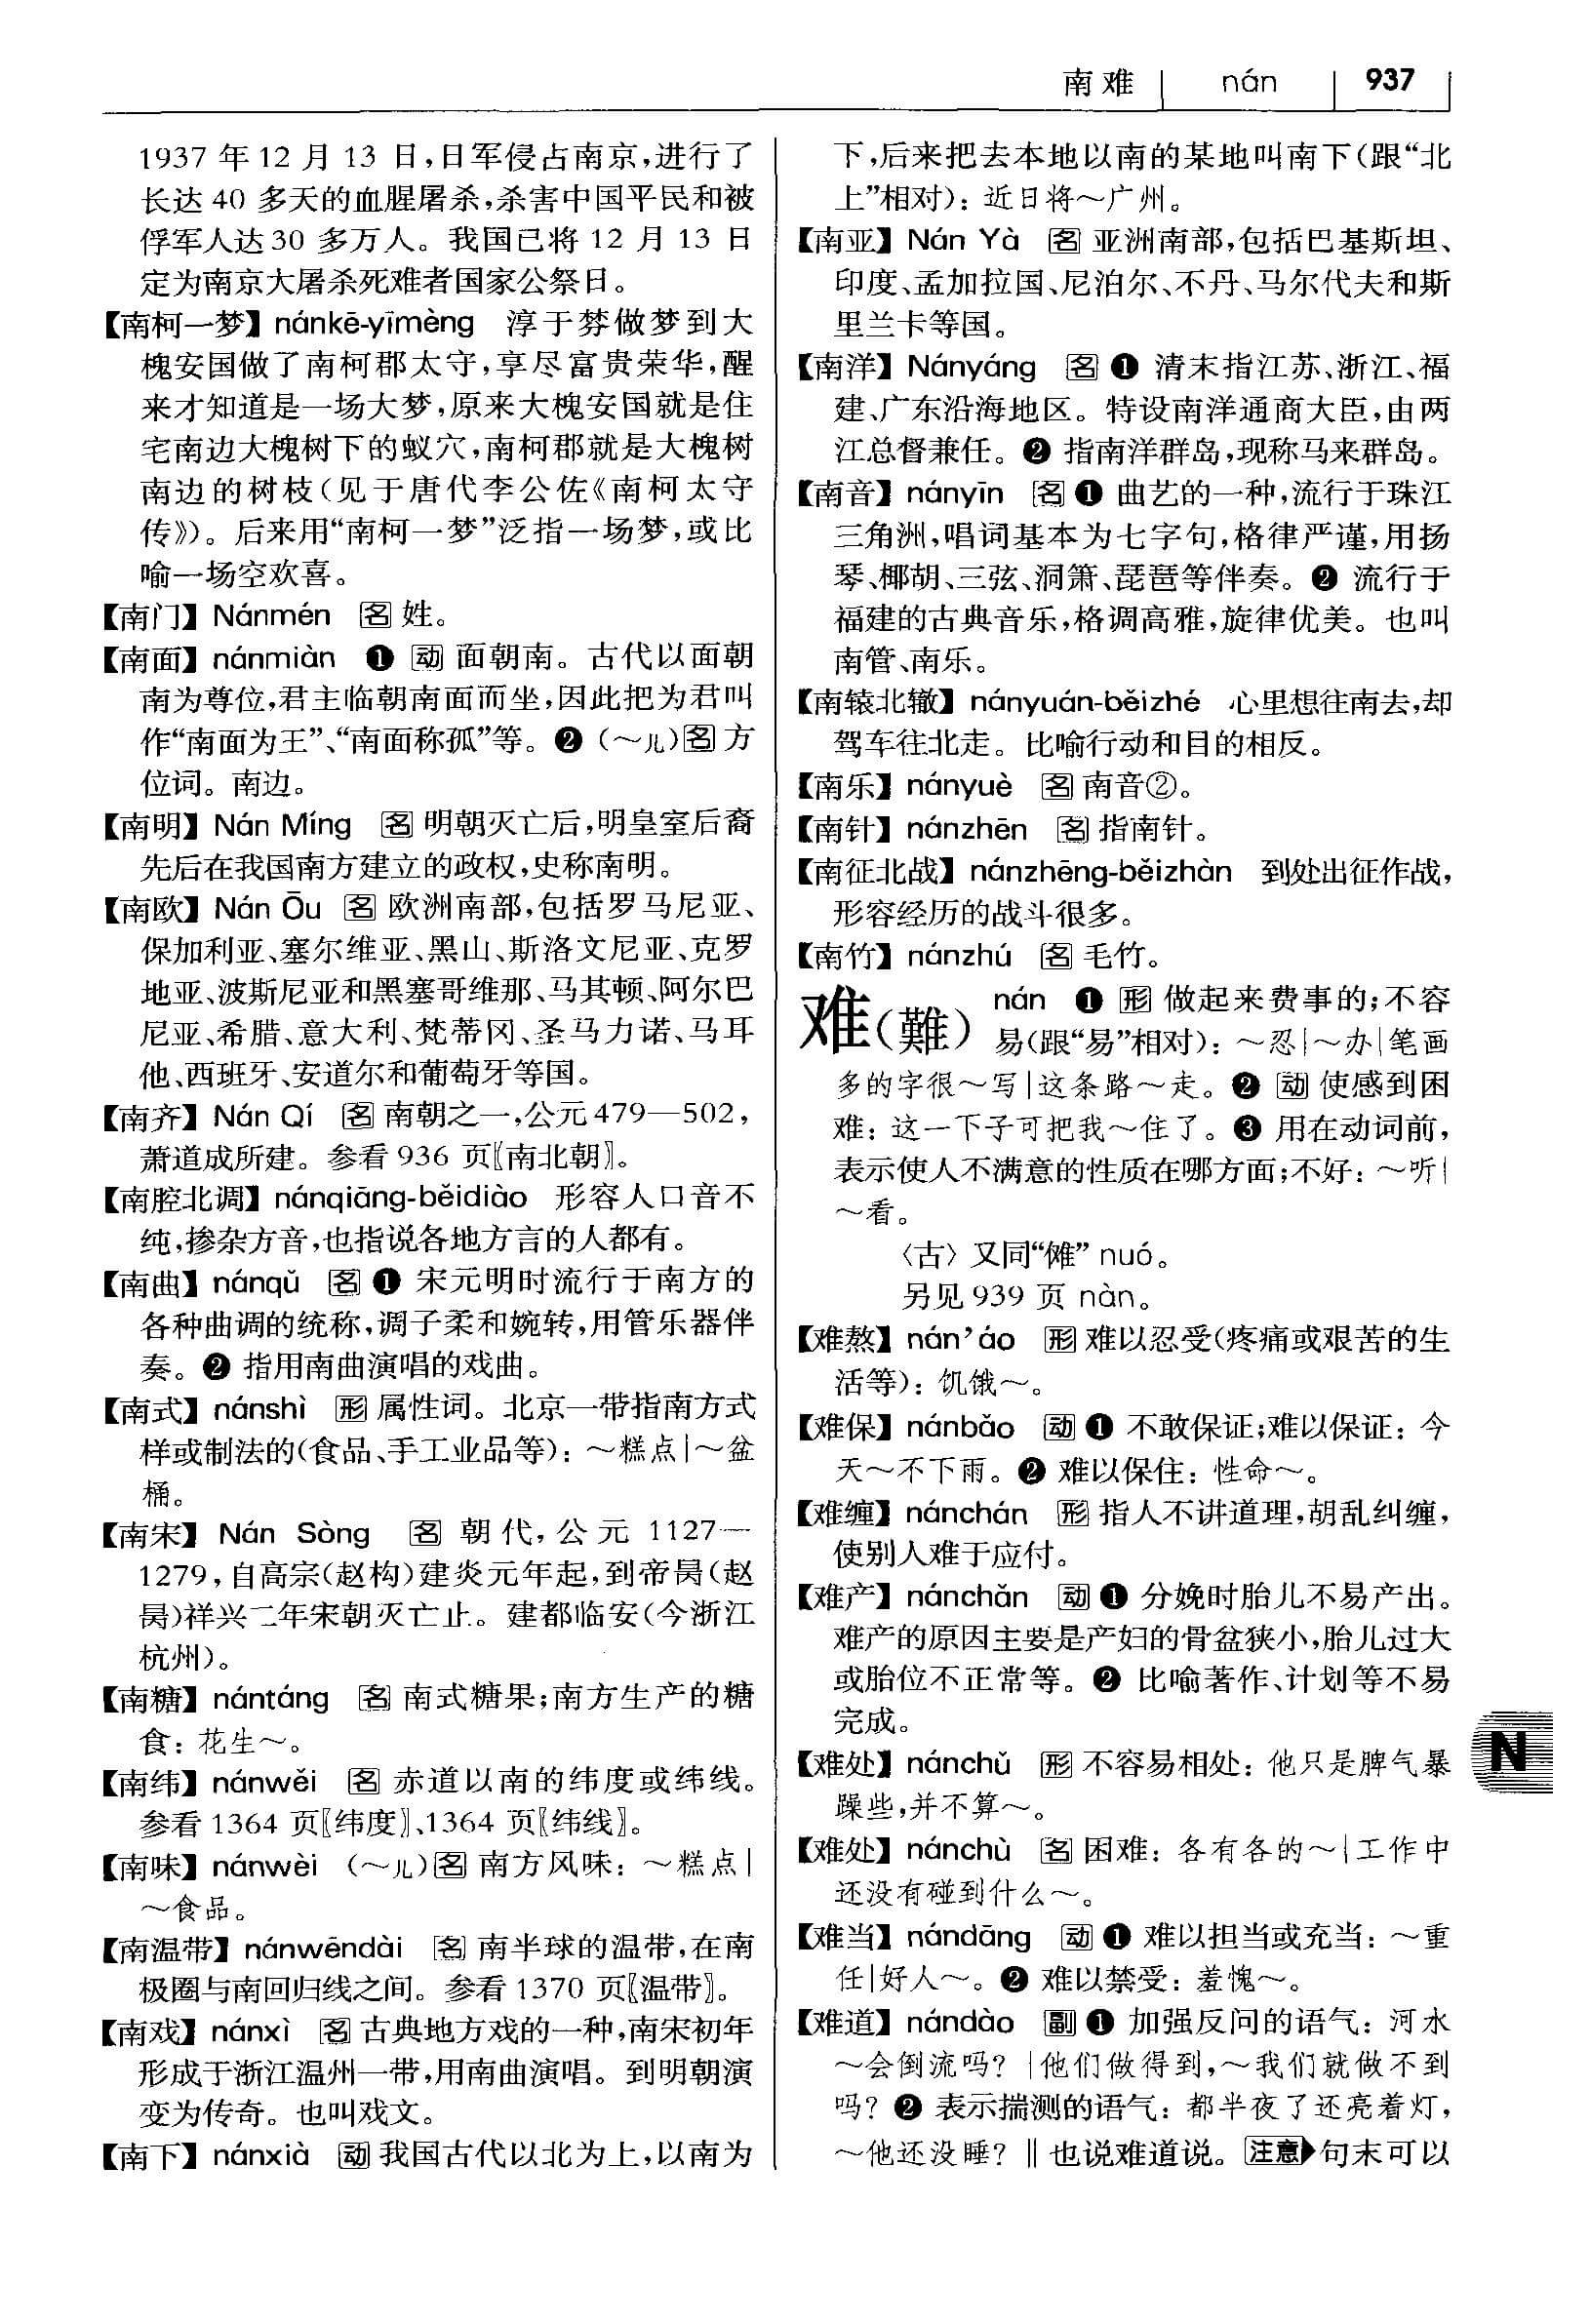 南 难 | nán | 937
1937 年 12 月 13 日,日军侵占南京,进行了
长达 40 多天的血腥屠杀,杀害中国平民和被
俘军人达 30 多万人。我国已将 12 月 13 日
定为南京大屠杀死难者国家公祭日。
【南柯一梦】nánkē-yīmèng 淳于棼做梦到大
槐安国做了南柯郡太守,享尽富贵荣华,醒
来才知道是一场大梦,原来大槐安国就是住
宅南边大槐树下的蚁穴,南柯郡就是大槐树
南边的树枝(见于唐代李公佐《南柯太守
传》)。后来用“南柯一梦”泛指一场梦,或比
喻一场空欢喜。
【南门】Nánmén 名 姓。
【南面】nánmiàn ❶ 动 面朝南。古代以面朝
南为尊位,君主临朝南面而坐,因此把为君叫
作“南面为王”、“南面称孤”等。❷(～儿)名 方
位词。南边。
【南明】Nán Míng 名 明朝灭亡后,明皇室后裔
先后在我国南方建立的政权,史称南明。
【南欧】Nán Ōu 名 欧洲南部,包括罗马尼亚、
保加利亚、塞尔维亚、黑山、斯洛文尼亚、克罗
地亚、波斯尼亚和黑塞哥维那、马其顿、阿尔巴
尼亚、希腊、意大利、梵蒂冈、圣马力诺、马耳
他、西班牙、安道尔和葡萄牙等国。
【南齐】Nán Qí 名 南朝之一,公元 479—502,
萧道成所建。参看 936 页〖南北朝〗。
【南腔北调】nánqiāng-běidiào 形容人口音不
纯,掺杂方音,也指说各地方言的人都有。
【南曲】nánqǔ 名 ❶ 宋元明时流行于南方的
各种曲调的统称,调子柔和婉转,用管乐器伴
奏。❷ 指用南曲演唱的戏曲。
【南式】nánshì 形 属性词。北京一带指南方式
样或制法的(食品、手工业品等):～糕点|～盆
桶。
【南宋】Nán Sòng 名 朝代,公元 1127—
1279,自高宗(赵构)建炎元年起,到帝昺(赵
昺)祥兴二年宋朝灭亡止。建都临安(今浙江
杭州)。
【南糖】nántáng 名 南式糖果;南方生产的糖
食:花生～。
【南纬】nánwěi 名 赤道以南的纬度或纬线。
参看 1364 页〖纬度〗、1364 页〖纬线〗。
【南味】nánwèi (～儿)名 南方风味:～糕点|
～食品。
【南温带】nánwēndài 名 南半球的温带,在南
极圈与南回归线之间。参看 1370 页〖温带〗。
【南戏】nánxì 名 古典地方戏的一种,南宋初年
形成于浙江温州一带,用南曲演唱。到明朝演
变为传奇。也叫戏文。
【南下】nánxià 动 我国古代以北为上,以南为
下,后来把去本地以南的某地叫南下(跟“北
上”相对):近日将～广州。
【南亚】Nán Yà 名 亚洲南部,包括巴基斯坦、
印度、孟加拉国、尼泊尔、不丹、马尔代夫和斯
里兰卡等国。
【南洋】Nányáng 名 ❶ 清末指江苏、浙江、福
建、广东沿海地区。特设南洋通商大臣,由两
江总督兼任。❷ 指南洋群岛,现称马来群岛。
【南音】nányīn 名 ❶ 曲艺的一种,流行于珠江
三角洲,唱词基本为七字句,格律严谨,用扬
琴、椰胡、三弦、洞箫、琵琶等伴奏。❷ 流行于
福建的古典音乐,格调高雅,旋律优美。也叫
南管、南乐。
【南辕北辙】nányuán-běizhé 心里想往南去,却
驾车往北走。比喻行动和目的相反。
【南乐】nányuè 名 南音②。
【南针】nánzhēn 名 指南针。
【南征北战】nánzhēng-běizhàn 到处出征作战,
形容经历的战斗很多。
【南竹】nánzhú 名 毛竹。
难(難) nán ❶ 形 做起来费事的;不容
易(跟“易”相对):～忍|～办|笔画
多的字很～写|这条路～走。❷ 动 使感到困
难:这一下子可把我～住了。❸ 用在动词前,
表示使人不满意的性质在哪方面;不好:～听|
～看。
〈古〉又同“傩” nuó。
另见 939 页 nàn。
【难熬】nán’áo 形 难以忍受(疼痛或艰苦的生
活等):饥饿～。
【难保】nánbǎo 动 ❶ 不敢保证;难以保证:今
天～不下雨。❷ 难以保住:性命～。
【难缠】nánchán 形 指人不讲道理,胡乱纠缠,
使别人难于应付。
【难产】nánchǎn 动 ❶ 分娩时胎儿不易产出。
难产的原因主要是产妇的骨盆狭小,胎儿过大
或胎位不正常等。❷ 比喻著作、计划等不易
完成。
【难处】nánchǔ 形 不容易相处:他只是脾气暴
躁些,并不算～。
【难处】nánchù 名 困难:各有各的～|工作中
还没有碰到什么～。
【难当】nándāng 动 ❶ 难以担当或充当:～重
任|好人～。❷ 难以禁受:羞愧～。
【难道】nándào 副 ❶ 加强反问的语气:河水
～会倒流吗?|他们做得到,～我们就做不到
吗?❷ 表示揣测的语气:都半夜了还亮着灯,
～他还没睡?‖也说难道说。注意▶句末可以
N